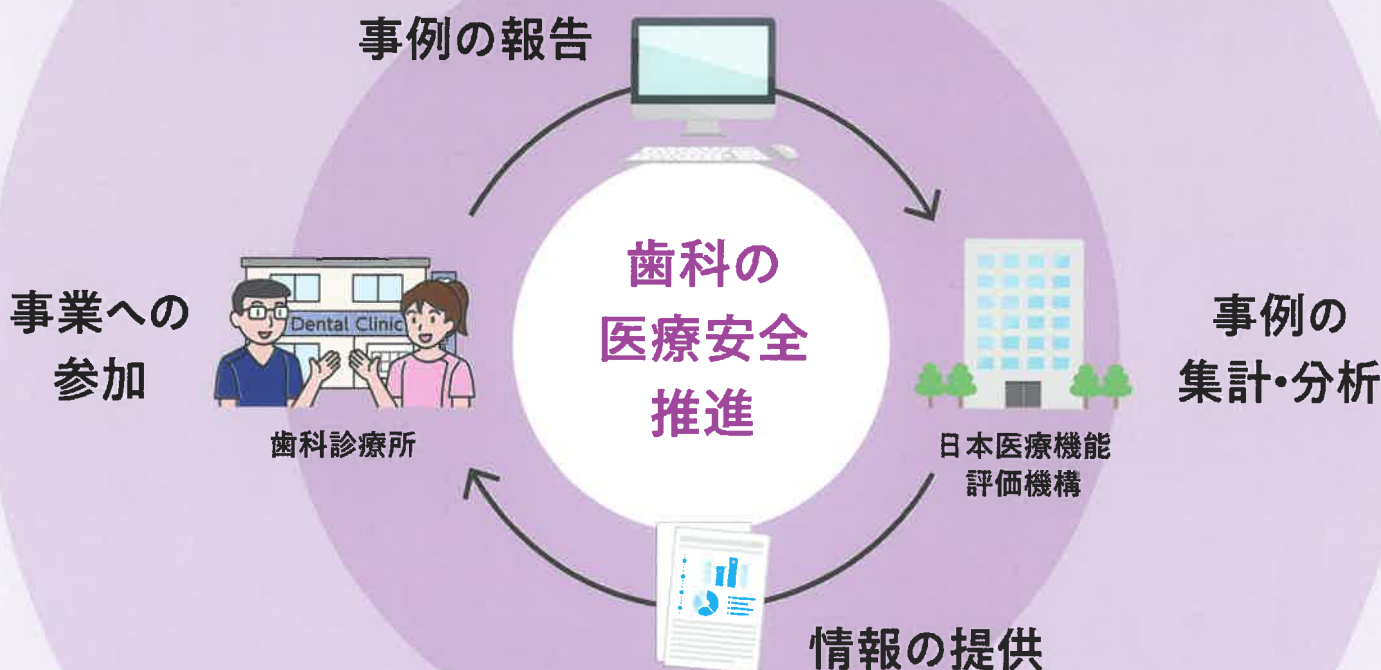 事例の報告
事業への
参加
Dental Clinic
歯科診療所
歯科の
医療安全
推進
事例の
集計・分析
日本医療機能
評価機構
情報の提供